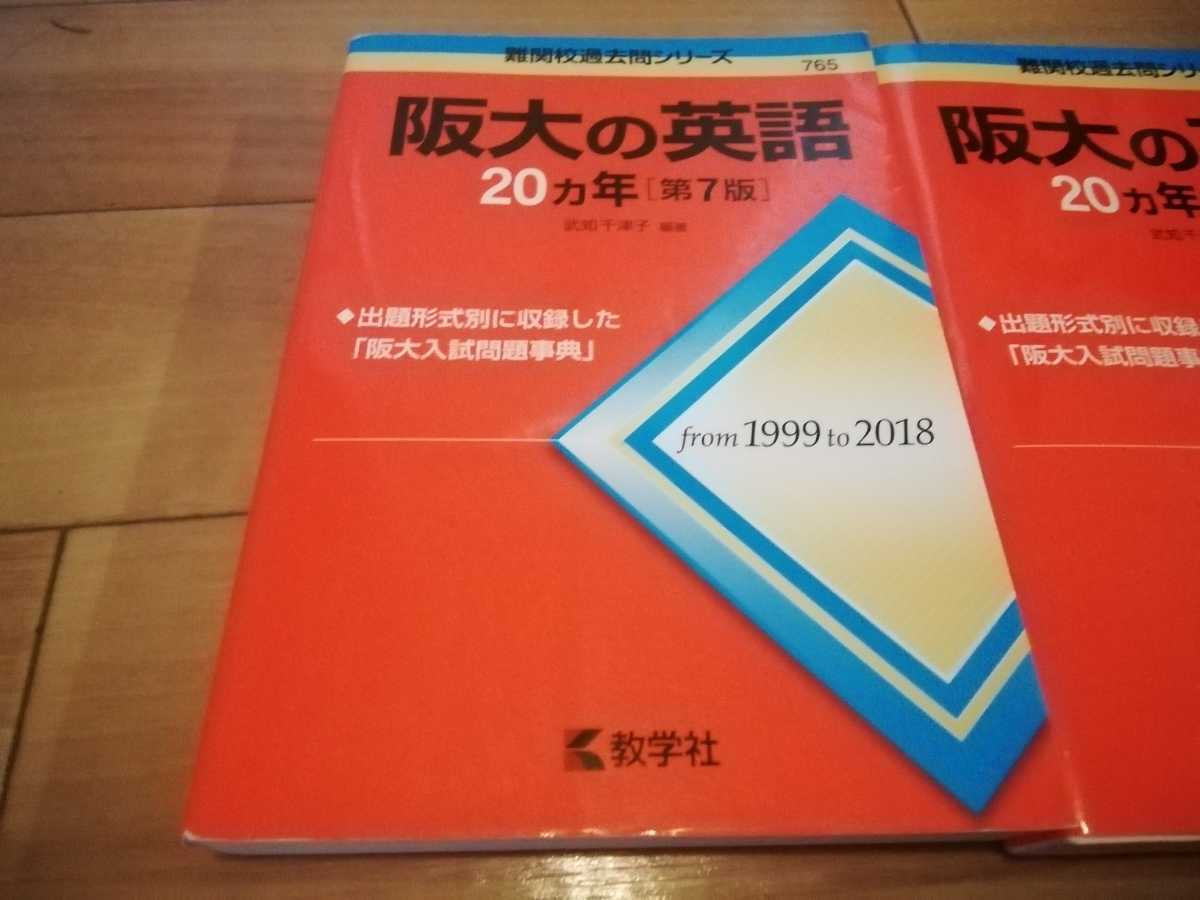 難関校過去問シリーズ
765
阪大の英語
20カ年[第7版]
武知千津子 編著
◆出題形式別に収録した
「阪大入試問題事典」
from 1999 to 2018
教学社
難関校過去問シリ
阪大の
20カ年
武知千
◆出題形式別に収録
「阪大入試問題事